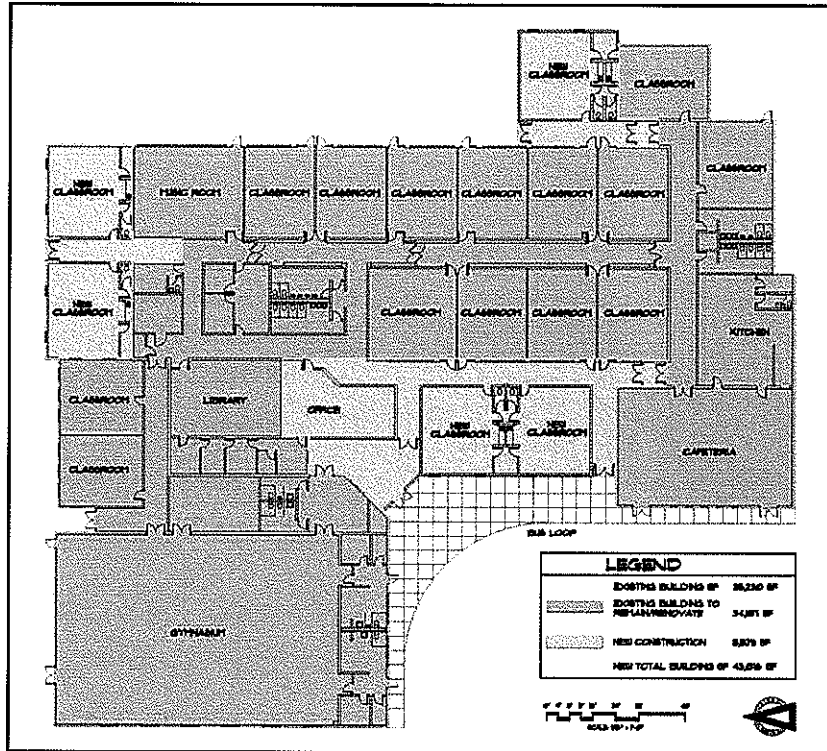 NEW
CLASSROOM
CLASSROOM
NEW
CLASSROOM
MUSIC ROOM
CLASSROOM
CLASSROOM
CLASSROOM
CLASSROOM
CLASSROOM
CLASSROOM
CLASSROOM
NEW
CLASSROOM
CLASSROOM
CLASSROOM
CLASSROOM
CLASSROOM
KITCHEN
CLASSROOM
LIBRARY
OFFICE
NEW
CLASSROOM
NEW
CLASSROOM
CAFETERIA
CLASSROOM
BUS LOOP
GYMNASIUM
LEGEND
EXISTING BUILDING SF
EXISTING BUILDING TO
REMAIN/RENOVATE
NEW CONSTRUCTION
NEW TOTAL BUILDING SF